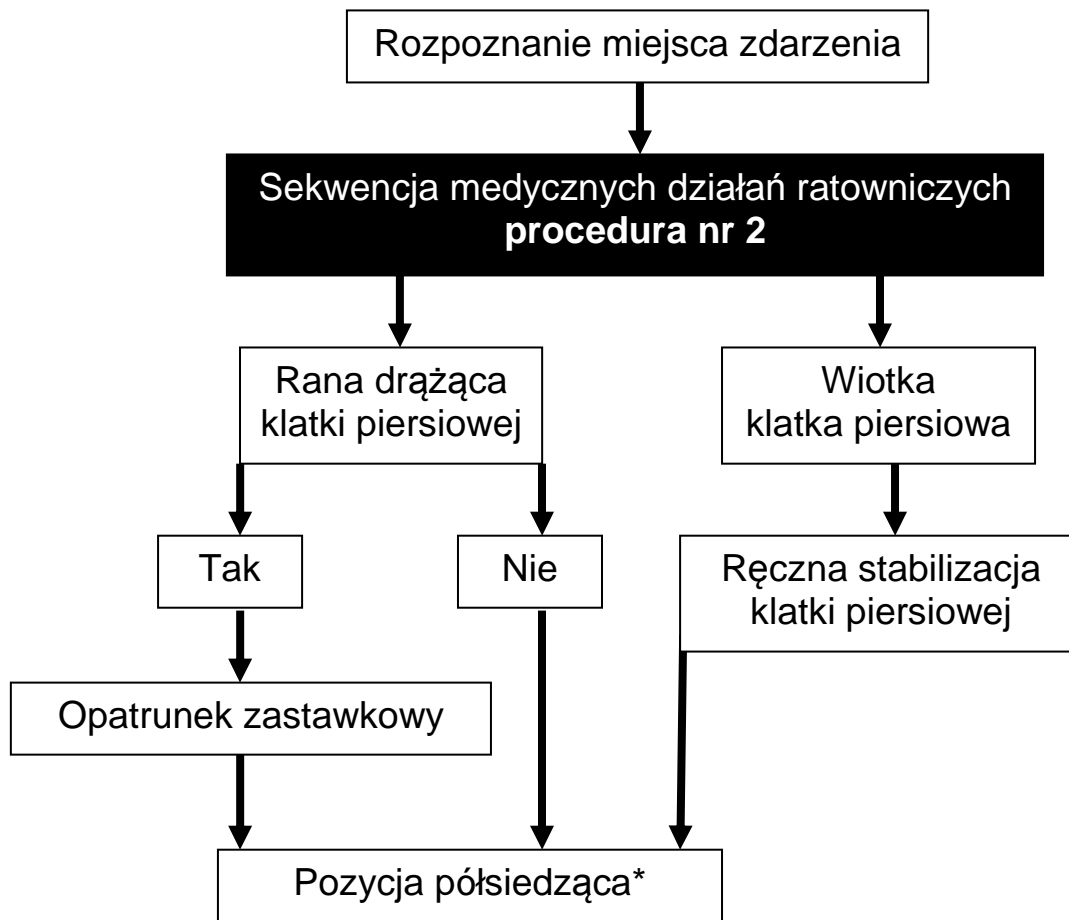 Rozpoznanie miejsca zdarzenia
Sekwencja medycznych działań ratowniczych
procedura nr 2
Rana drążąca
klatki piersiowej
Wiotka
klatka piersiowa
Tak
Nie
Ręczna stabilizacja
klatki piersiowej
Opatrunek zastawkowy
Pozycja półsiedząca*